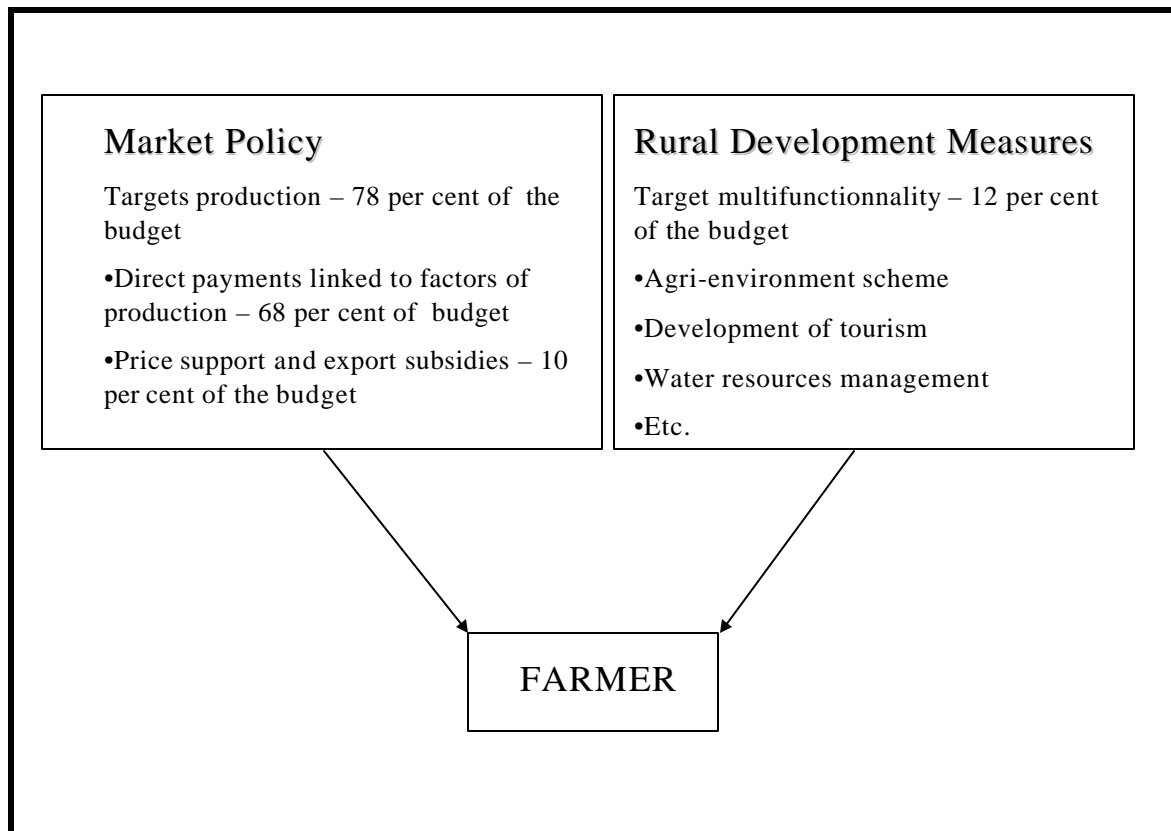 Market Policy
Targets production – 78 per cent of the
budget
•Direct payments linked to factors of
production – 68 per cent of budget
•Price support and export subsidies – 10
per cent of the budget
Rural Development Measures
Target multifunctionnality – 12 per cent
of the budget
•Agri-environment scheme
•Development of tourism
•Water resources management
•Etc.
FARMER